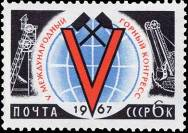 V МЕЖДУНАРОДНЫЙ ГОРНЫЙ КОНГРЕСС
V
ПОЧТА 1967 СССР 6К